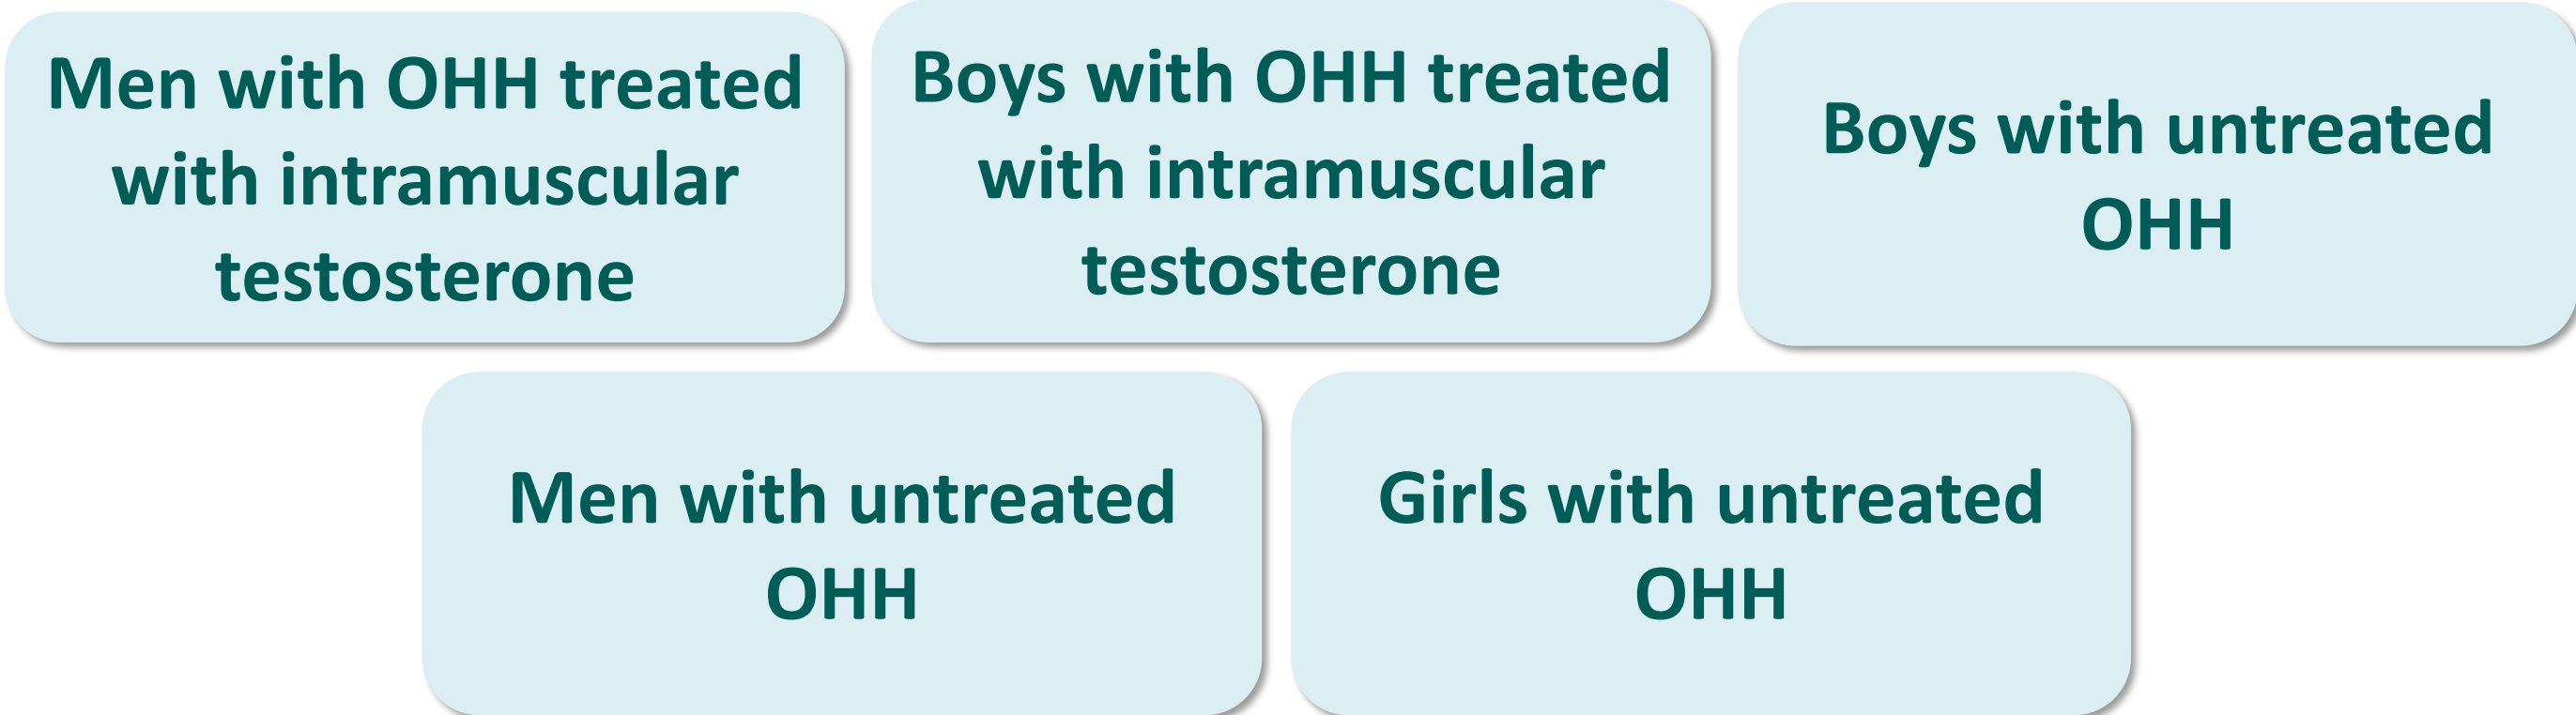 Men with OHH treated
with intramuscular
testosterone
Boys with OHH treated
with intramuscular
testosterone
Boys with untreated
OHH
Men with untreated
OHH
Girls with untreated
OHH